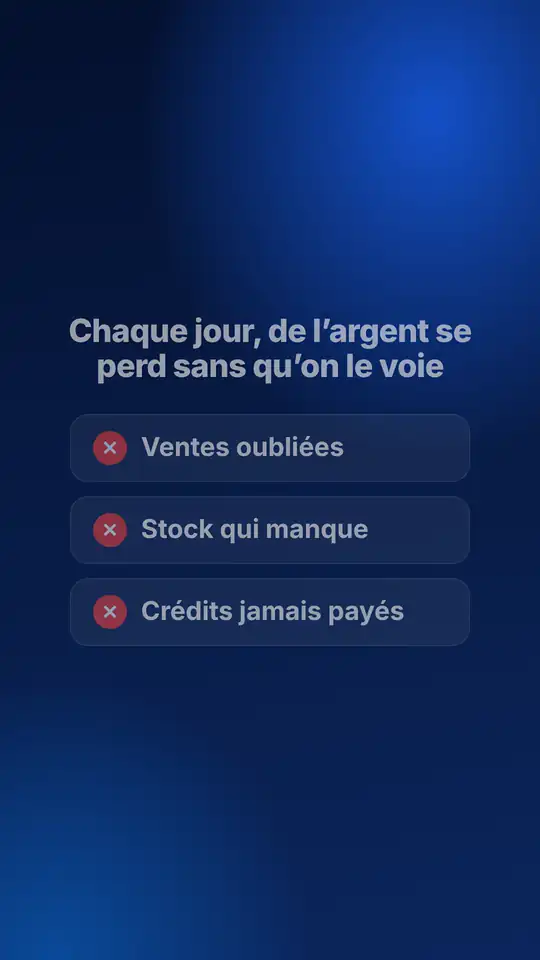 Chaque jour, de l’argent se
perd sans qu’on le voie
Ventes oubliées
Stock qui manque
Crédits jamais payés